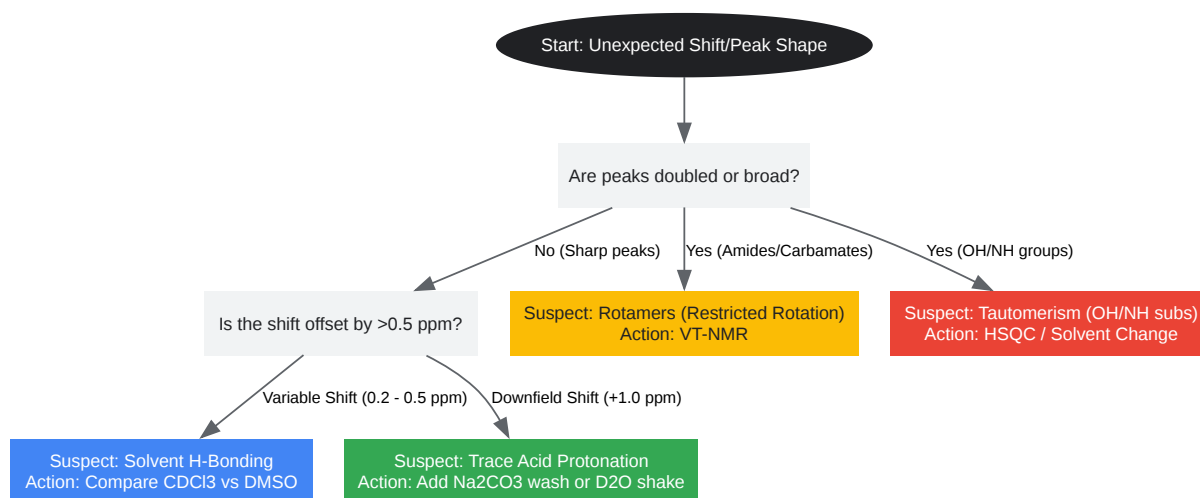 Start: Unexpected Shift/Peak Shape
Are peaks doubled or broad?
No (Sharp peaks)
Yes (Amides/Carbamates)
Yes (OH/NH groups)
Is the shift offset by >0.5 ppm?
Suspect: Rotamers (Restricted Rotation)
Action: VT-NMR
Suspect: Tautomerism (OH/NH subs)
Action: HSQC / Solvent Change
Variable Shift (0.2 - 0.5 ppm)
Downfield Shift (+1.0 ppm)
Suspect: Solvent H-Bonding
Action: Compare CDCl3 vs DMSO
Suspect: Trace Acid Protonation
Action: Add Na2CO3 wash or D2O shake